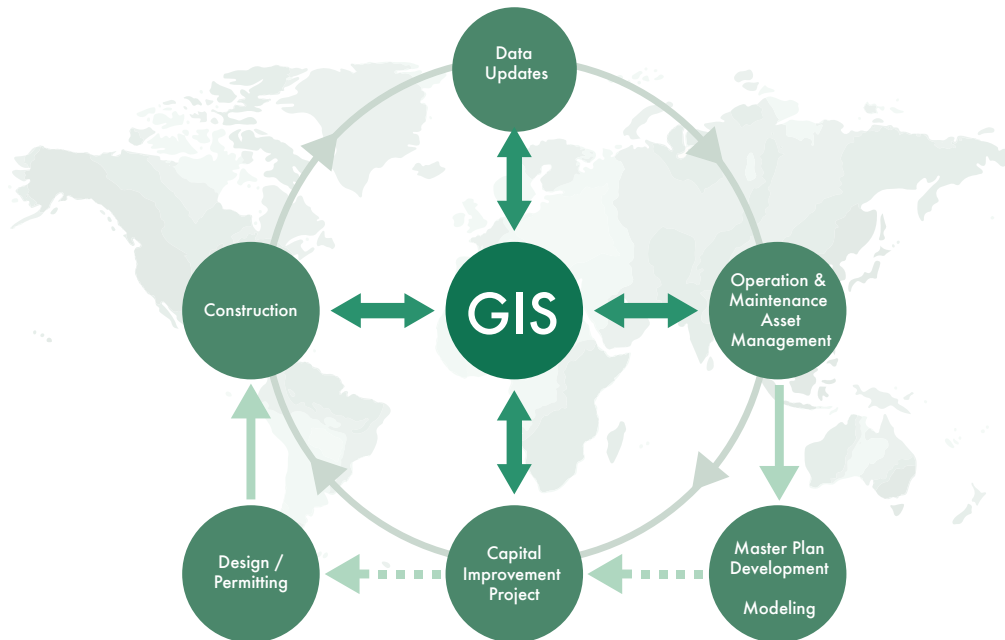 Data
Updates
Construction
GIS
Operation &
Maintenance
Asset
Management
Design /
Permitting
Capital
Improvement
Project
Master Plan
Development
Modeling